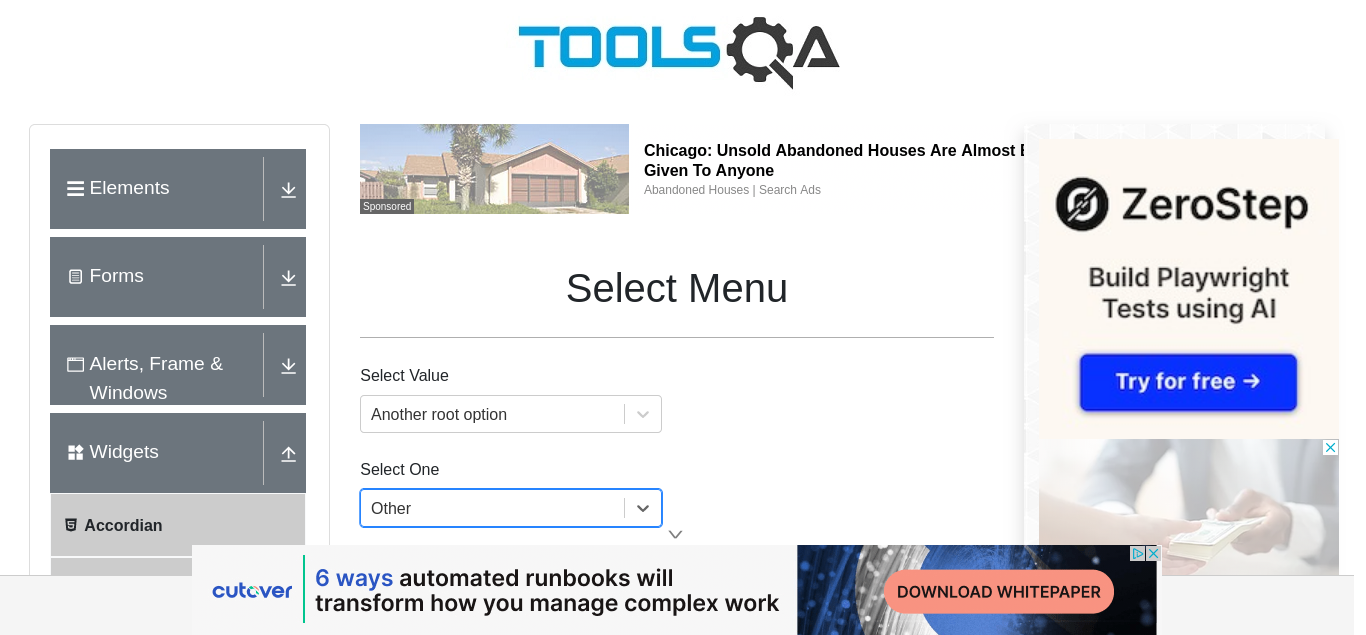 TOOLSQA
Elements
Forms
Alerts, Frame &
Windows
Widgets
Accordian
Sponsored
Chicago: Unsold Abandoned Houses Are Almost
Given To Anyone
Abandoned Houses | Search Ads
Select Menu
Select Value
Another root option
Select One
Other
ZeroStep
Build Playwright
Tests using AI
Try for free →
cutover
6 ways automated runbooks will
transform how you manage complex work
DOWNLOAD WHITEPAPER